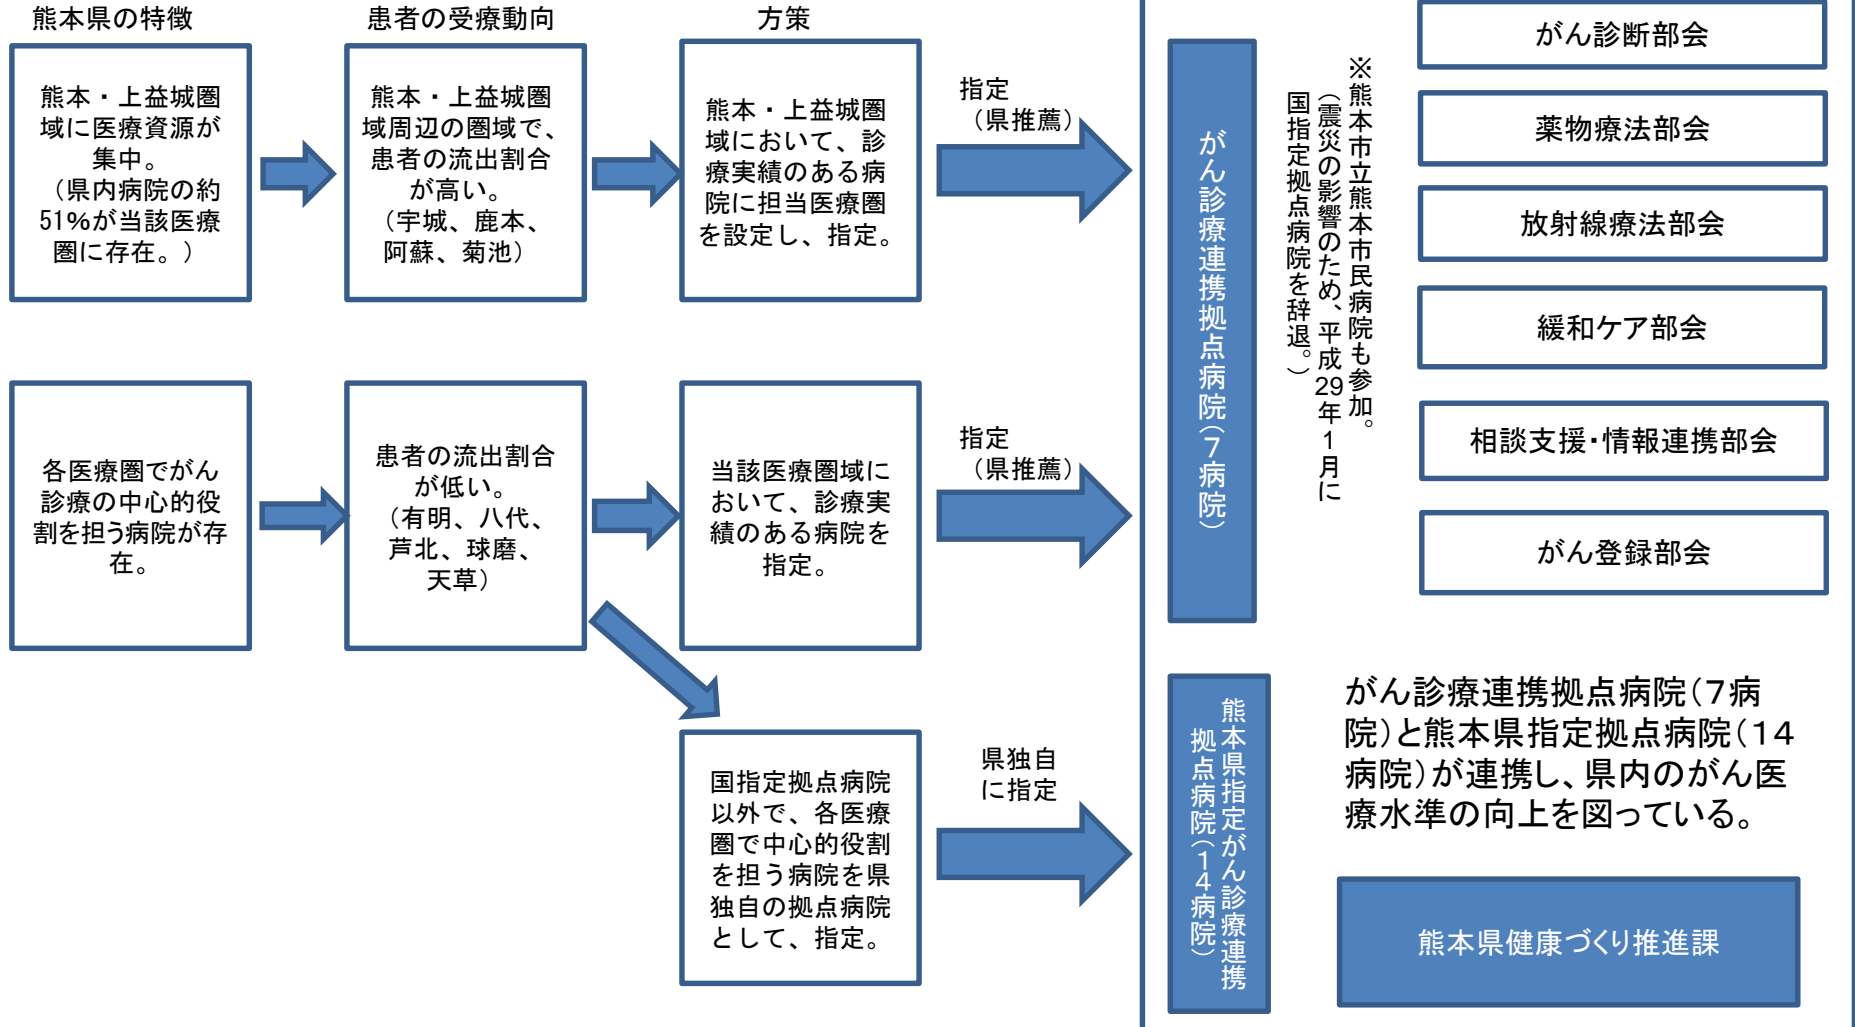 熊本県の特徴
患者の受療動向
方策
熊本・上益城圏
域に医療資源が
集中。
（県内病院の約
51%が当該医療
圏に存在。）
熊本・上益城圏
域周辺の圏域で、
患者の流出割合
が高い。
（宇城、鹿本、
阿蘇、菊池）
熊本・上益城圏
域において、診
療実績のある病
院に担当医療圏
を設定し、指定。
指定
（県推薦）
各医療圏でがん
診療の中心的役
割を担う病院が存
在。
患者の流出割合
が低い。
（有明、八代、
芦北、球磨、
天草）
当該医療圏域に
おいて、診療実
績のある病院を
指定。
指定
（県推薦）
国指定拠点病院
以外で、各医療
圏で中心的役割
を担う病院を県
独自の拠点病院
として、指定。
県独自
に指定
がん診療連携拠点病院（７病院）
※熊本市立熊本市民病院も参加。
（震災の影響のため、平成29年１月に
国指定拠点病院を辞退。）
がん診断部会
薬物療法部会
放射線療法部会
緩和ケア部会
相談支援・情報連携部会
がん登録部会
熊本県指定がん診療連携
拠点病院（１４病院）
がん診療連携拠点病院（７病
院）と熊本県指定拠点病院（１４
病院）が連携し、県内のがん医
療水準の向上を図っている。
熊本県健康づくり推進課